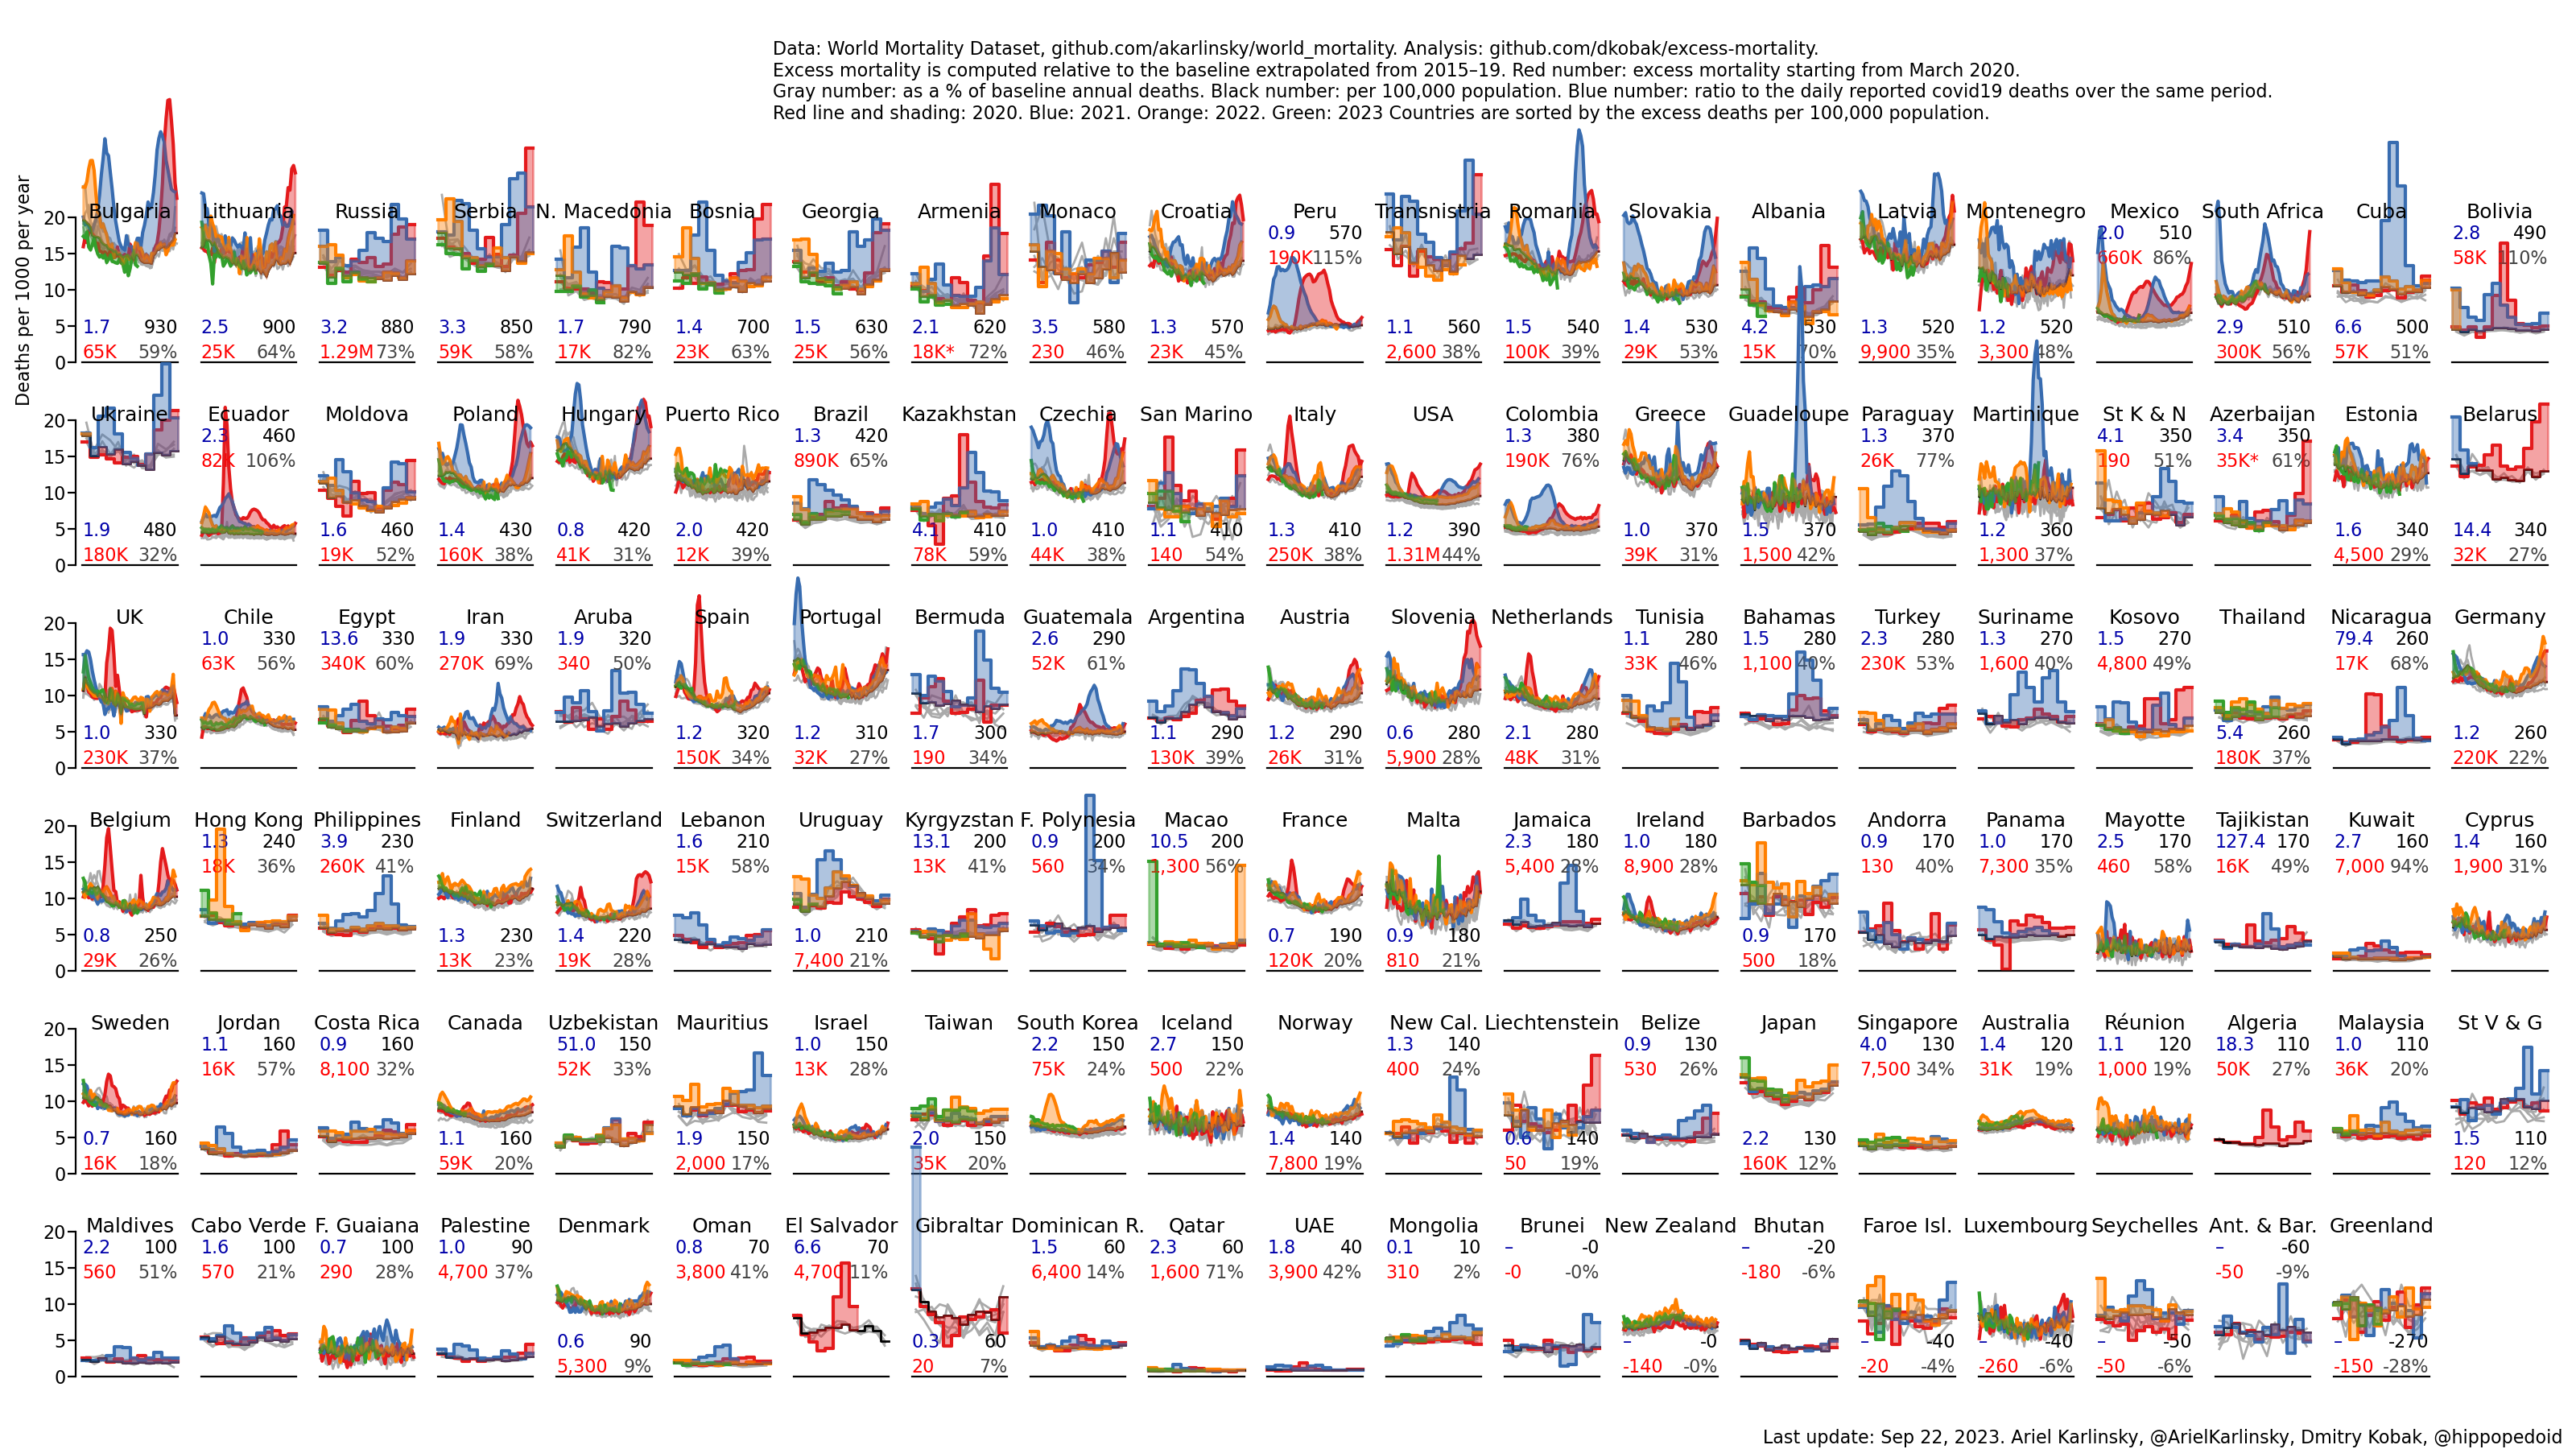 Data: World Mortality Dataset, github.com/akarlinsky/world_mortality. Analysis: github.com/dkobak/excess-mortality.
Excess mortality is computed relative to the baseline extrapolated from 2015–19. Red number: excess mortality starting from March 2020.
Gray number: as a % of baseline annual deaths. Black number: per 100,000 population. Blue number: ratio to the daily reported covid19 deaths over the same period.
Red line and shading: 2020. Blue: 2021. Orange: 2022. Green: 2023 Countries are sorted by the excess deaths per 100,000 population.
Deaths per 1000 per year
20 15 10 5 0
Bulgaria 1.7 930 65K 59%
Lithuania 2.5 900 25K 64%
Russia 3.2 880 1.29M 73%
Serbia 3.3 850 59K 58%
N. Macedonia 1.7 790 17K 82%
Bosnia 1.4 700 23K 63%
Georgia 1.5 630 25K 56%
Armenia 2.1 620 18K* 72%
Monaco 3.5 580 230 46%
Croatia 1.3 570 23K 45%
Peru 0.9 570 190K 115%
Transnistria 1.1 560 2,600 38%
Romania 1.5 540 100K 39%
Slovakia 1.4 530 29K 53%
Albania 4.2 530 15K 70%
Latvia 1.3 520 9,900 35%
Montenegro 1.2 520 3,300 48%
Mexico 2.0 510 660K 86%
South Africa 2.9 510 300K 56%
Cuba 6.6 500 57K 51%
Bolivia 2.8 490 58K 110%
20 15 10 5 0
Ukraine 1.9 480 180K 32%
Ecuador 2.3 460 82K 106%
Moldova 1.6 460 19K 52%
Poland 1.4 430 160K 38%
Hungary 0.8 420 41K 31%
Puerto Rico 2.0 420 12K 39%
Brazil 1.3 420 890K 65%
Kazakhstan 4.1 410 78K 59%
Czechia 1.0 410 44K 38%
San Marino 1.1 410 140 54%
Italy 1.3 410 250K 38%
USA 1.2 390 1.31M 44%
Colombia 1.3 380 190K 76%
Greece 1.0 370 39K 31%
Guadeloupe 1.5 370 1,500 42%
Paraguay 1.3 370 26K 77%
Martinique 1.2 360 1,300 37%
St K & N 4.1 350 190 51%
Azerbaijan 3.4 350 35K* 61%
Estonia 1.6 340 4,500 29%
Belarus 14.4 340 32K 27%
20 15 10 5 0
UK 1.0 330 230K 37%
Chile 1.0 330 63K 56%
Egypt 13.6 330 340K 60%
Iran 1.9 330 270K 69%
Aruba 1.9 320 340 50%
Spain 1.2 320 150K 34%
Portugal 1.2 310 32K 27%
Bermuda 1.7 300 190 34%
Guatemala 2.6 290 52K 61%
Argentina 1.1 290 130K 39%
Austria 1.2 290 26K 31%
Slovenia 0.6 280 5,900 28%
Netherlands 2.1 280 48K 31%
Tunisia 1.1 280 33K 46%
Bahamas 1.5 280 1,100 40%
Turkey 2.3 280 230K 53%
Suriname 1.3 270 1,600 40%
Kosovo 1.5 270 4,800 49%
Thailand 5.4 260 180K 37%
Nicaragua 79.4 260 17K 68%
Germany 1.2 260 220K 22%
20 15 10 5 0
Belgium 0.8 250 29K 26%
Hong Kong 1.3 240 18K 36%
Philippines 3.9 230 260K 41%
Finland 1.3 230 13K 23%
Switzerland 1.4 220 19K 28%
Lebanon 1.6 210 15K 58%
Uruguay 1.0 210 7,400 21%
Kyrgyzstan 13.1 200 13K 41%
F. Polynesia 0.9 200 560 34%
Macao 10.5 200 1,300 56%
France 0.7 190 120K 20%
Malta 0.9 180 810 21%
Jamaica 2.3 180 5,400 28%
Ireland 1.0 180 8,900 28%
Barbados 0.9 170 500 18%
Andorra 0.9 170 130 40%
Panama 1.0 170 7,300 35%
Mayotte 2.5 170 460 58%
Tajikistan 127.4 170 16K 49%
Kuwait 2.7 160 7,000 94%
Cyprus 1.4 160 1,900 31%
20 15 10 5 0
Sweden 0.7 160 16K 18%
Jordan 1.1 160 16K 57%
Costa Rica 0.9 160 8,100 32%
Canada 1.1 160 59K 20%
Uzbekistan 51.0 150 52K 33%
Mauritius 1.9 150 2,000 17%
Israel 1.0 150 13K 28%
Taiwan 2.0 150 35K 20%
South Korea 2.2 150 75K 24%
Iceland 2.7 150 500 22%
Norway 1.4 140 7,800 19%
New Cal. 1.3 140 400 24%
Liechtenstein 0.6 140 50 19%
Belize 0.9 130 530 26%
Japan 2.2 130 160K 12%
Singapore 4.0 130 7,500 34%
Australia 1.4 120 31K 19%
Réunion 1.1 120 1,000 19%
Algeria 18.3 110 50K 27%
Malaysia 1.0 110 36K 20%
St V & G 1.5 110 120 12%
20 15 10 5 0
Maldives 2.2 100 560 51%
Cabo Verde 1.6 100 570 21%
F. Guaiana 0.7 100 290 28%
Palestine 1.0 90 4,700 37%
Denmark 0.6 90 5,300 9%
Oman 0.8 70 3,800 41%
El Salvador 6.6 70 4,700 11%
Gibraltar 0.3 60 20 7%
Dominican R. 1.5 60 6,400 14%
Qatar 2.3 60 1,600 71%
UAE 1.8 40 3,900 42%
Mongolia 0.1 10 310 2%
Brunei – -0 -0 -0%
New Zealand – -0 -140 -0%
Bhutan – -20 -180 -6%
Faroe Isl. – -40 -20 -4%
Luxembourg – -40 -260 -6%
Seychelles – -50 -50 -6%
Ant. & Bar. – -60 -50 -9%
Greenland – -270 -150 -28%
Last update: Sep 22, 2023. Ariel Karlinsky, @ArielKarlinsky, Dmitry Kobak, @hippopedoid